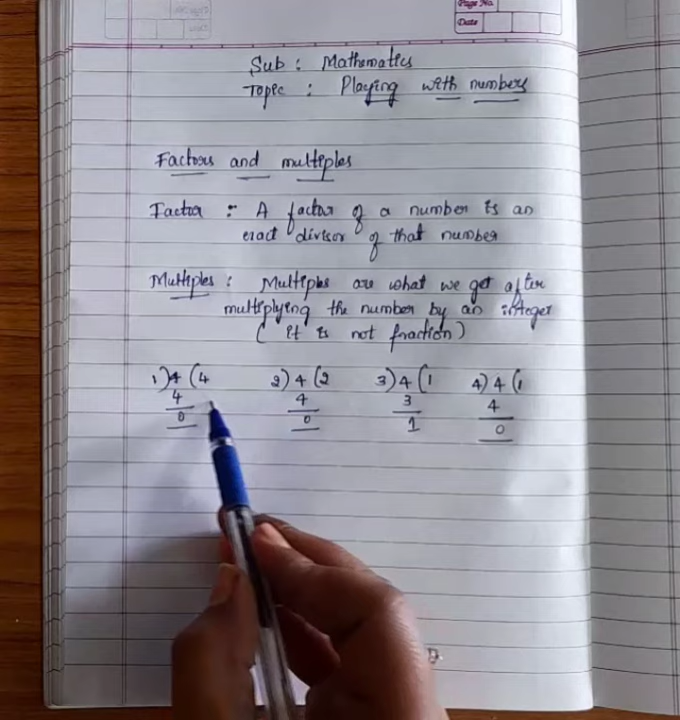 Page No.
Date
Sub : Mathematics
Topic : Playing with numbers
Factors and multiples
Factor :- A factor of a number is an
exact divisor of that number
Multiples : Multiples are what we get after
multiplying the number by an integer
( it is not fraction )
1) 4 ( 4 2) 4 ( 2 3) 4 ( 1 4) 4 ( 1
4 4 3 4
0 0 1 0